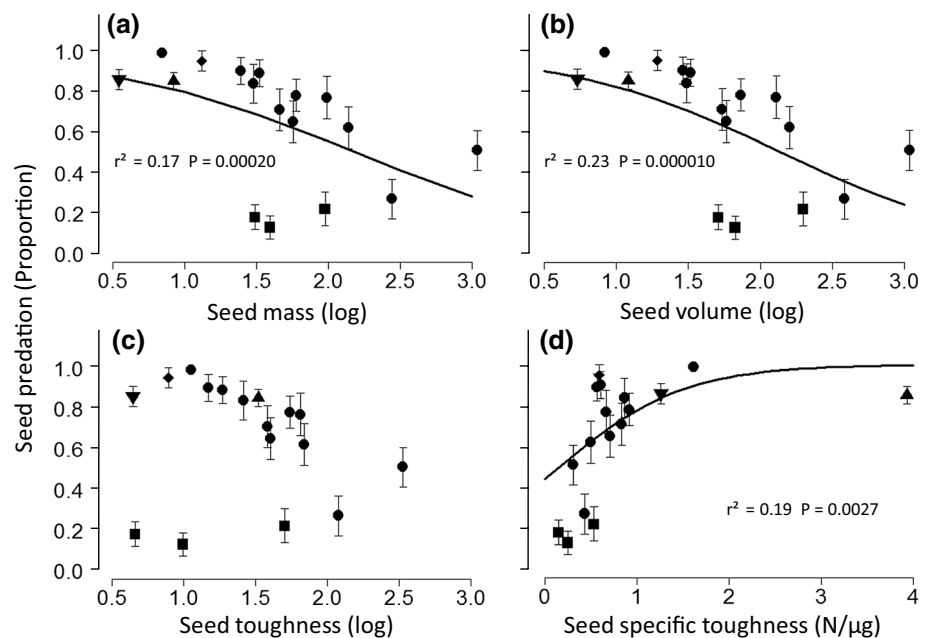 (a)
(b)
Seed predation (Proportion)
1.0
0.8
0.6
0.4
0.2
0.0
r² = 0.17 P = 0.00020
r² = 0.23 P = 0.000010
0.5 1.0 1.5 2.0 2.5 3.0
0.5 1.0 1.5 2.0 2.5 3.0
Seed mass (log)
Seed volume (log)
(c)
(d)
1.0
0.8
0.6
0.4
0.2
0.0
r² = 0.19 P = 0.0027
0.5 1.0 1.5 2.0 2.5 3.0
0 1 2 3 4
Seed toughness (log)
Seed specific toughness (N/µg)